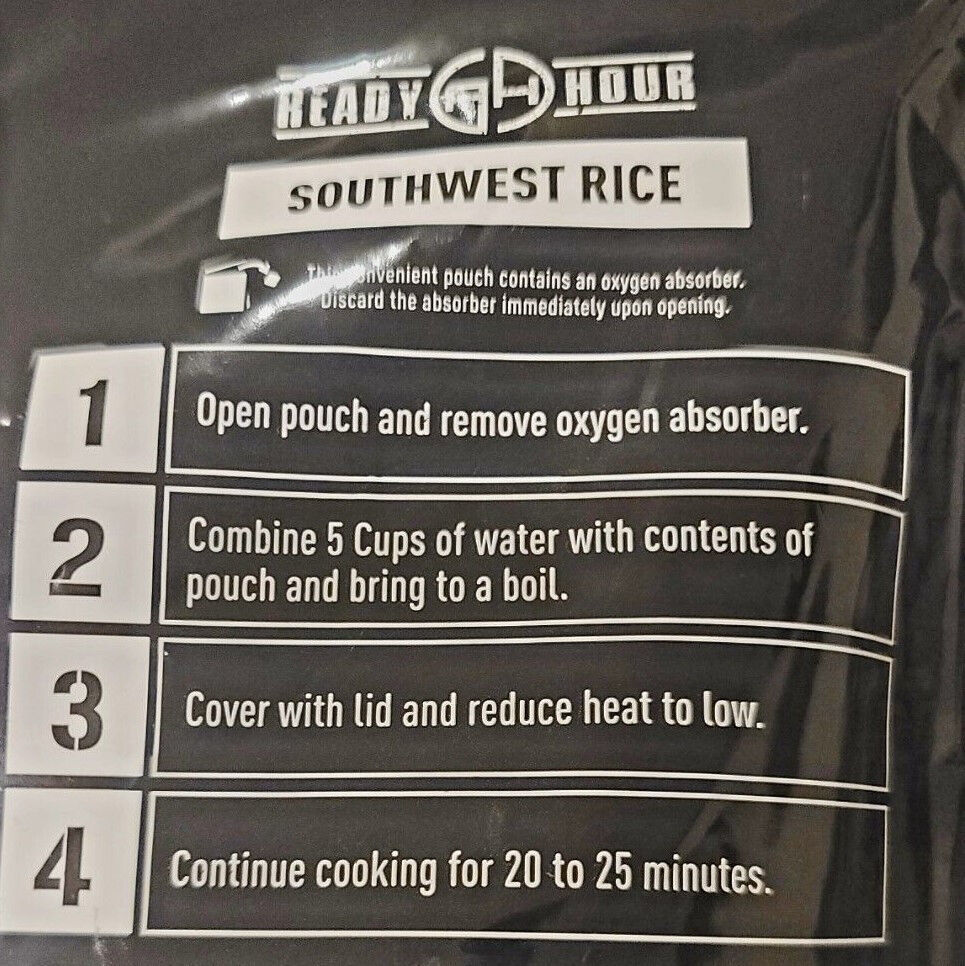 READY HOUR
SOUTHWEST RICE
This convenient pouch contains an oxygen absorber.
Discard the absorber immediately upon opening.
1
Open pouch and remove oxygen absorber.
2
Combine 5 Cups of water with contents of
pouch and bring to a boil.
3
Cover with lid and reduce heat to low.
4
Continue cooking for 20 to 25 minutes.